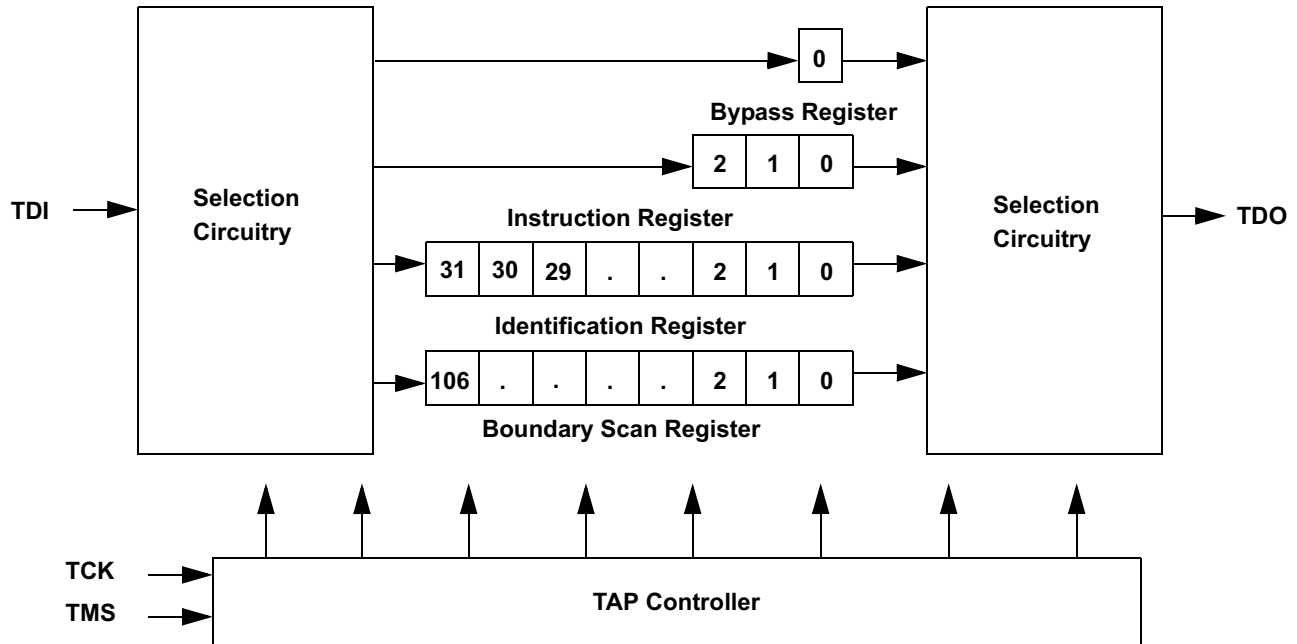 0
Bypass Register
2 1 0
Selection
Circuitry
Selection
Circuitry
TDI
TDO
Instruction Register
31 30 29 . . 2 1 0
Identification Register
106 . . . . 2 1 0
Boundary Scan Register
TCK
TMS
TAP Controller